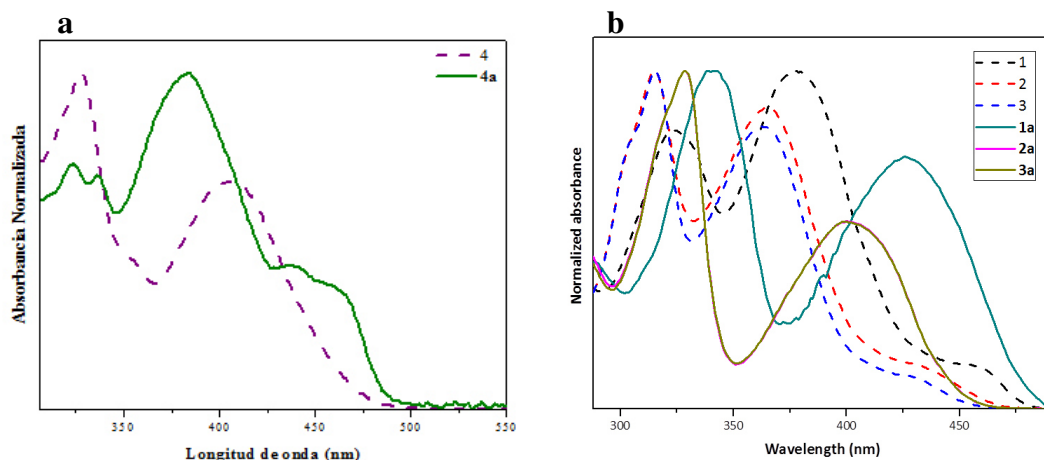 a
4
4a
Absorbancia Normalizada
350
400
450
500
550
Longitud de onda (nm)
b
1
2
3
1a
2a
3a
Normalized absorbance
300
350
400
450
Wavelength (nm)